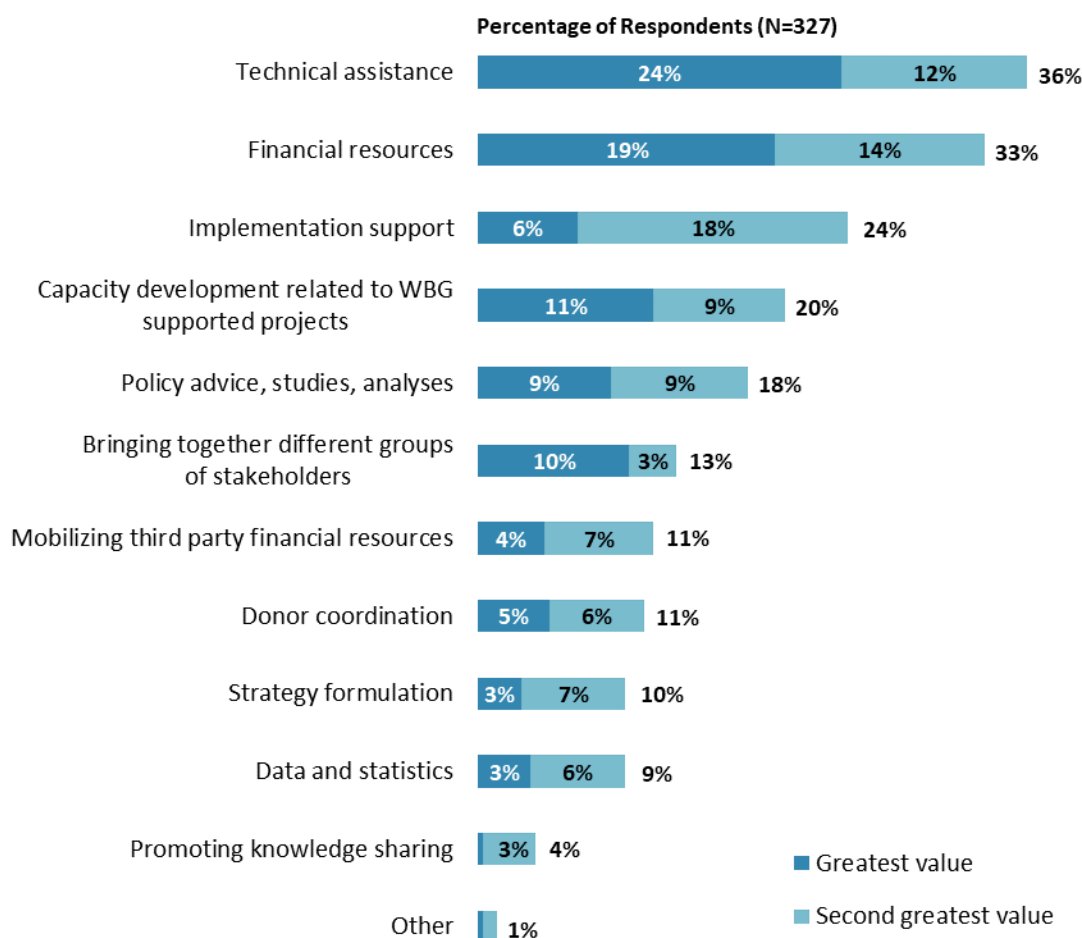 Percentage of Respondents (N=327)
Technical assistance 24% 12% 36%
Financial resources 19% 14% 33%
Implementation support 6% 18% 24%
Capacity development related to WBG
supported projects 11% 9% 20%
Policy advice, studies, analyses 9% 9% 18%
Bringing together different groups
of stakeholders 10% 3% 13%
Mobilizing third party financial resources 4% 7% 11%
Donor coordination 5% 6% 11%
Strategy formulation 3% 7% 10%
Data and statistics 3% 6% 9%
Promoting knowledge sharing 3% 4%
Other 1%
Greatest value
Second greatest value